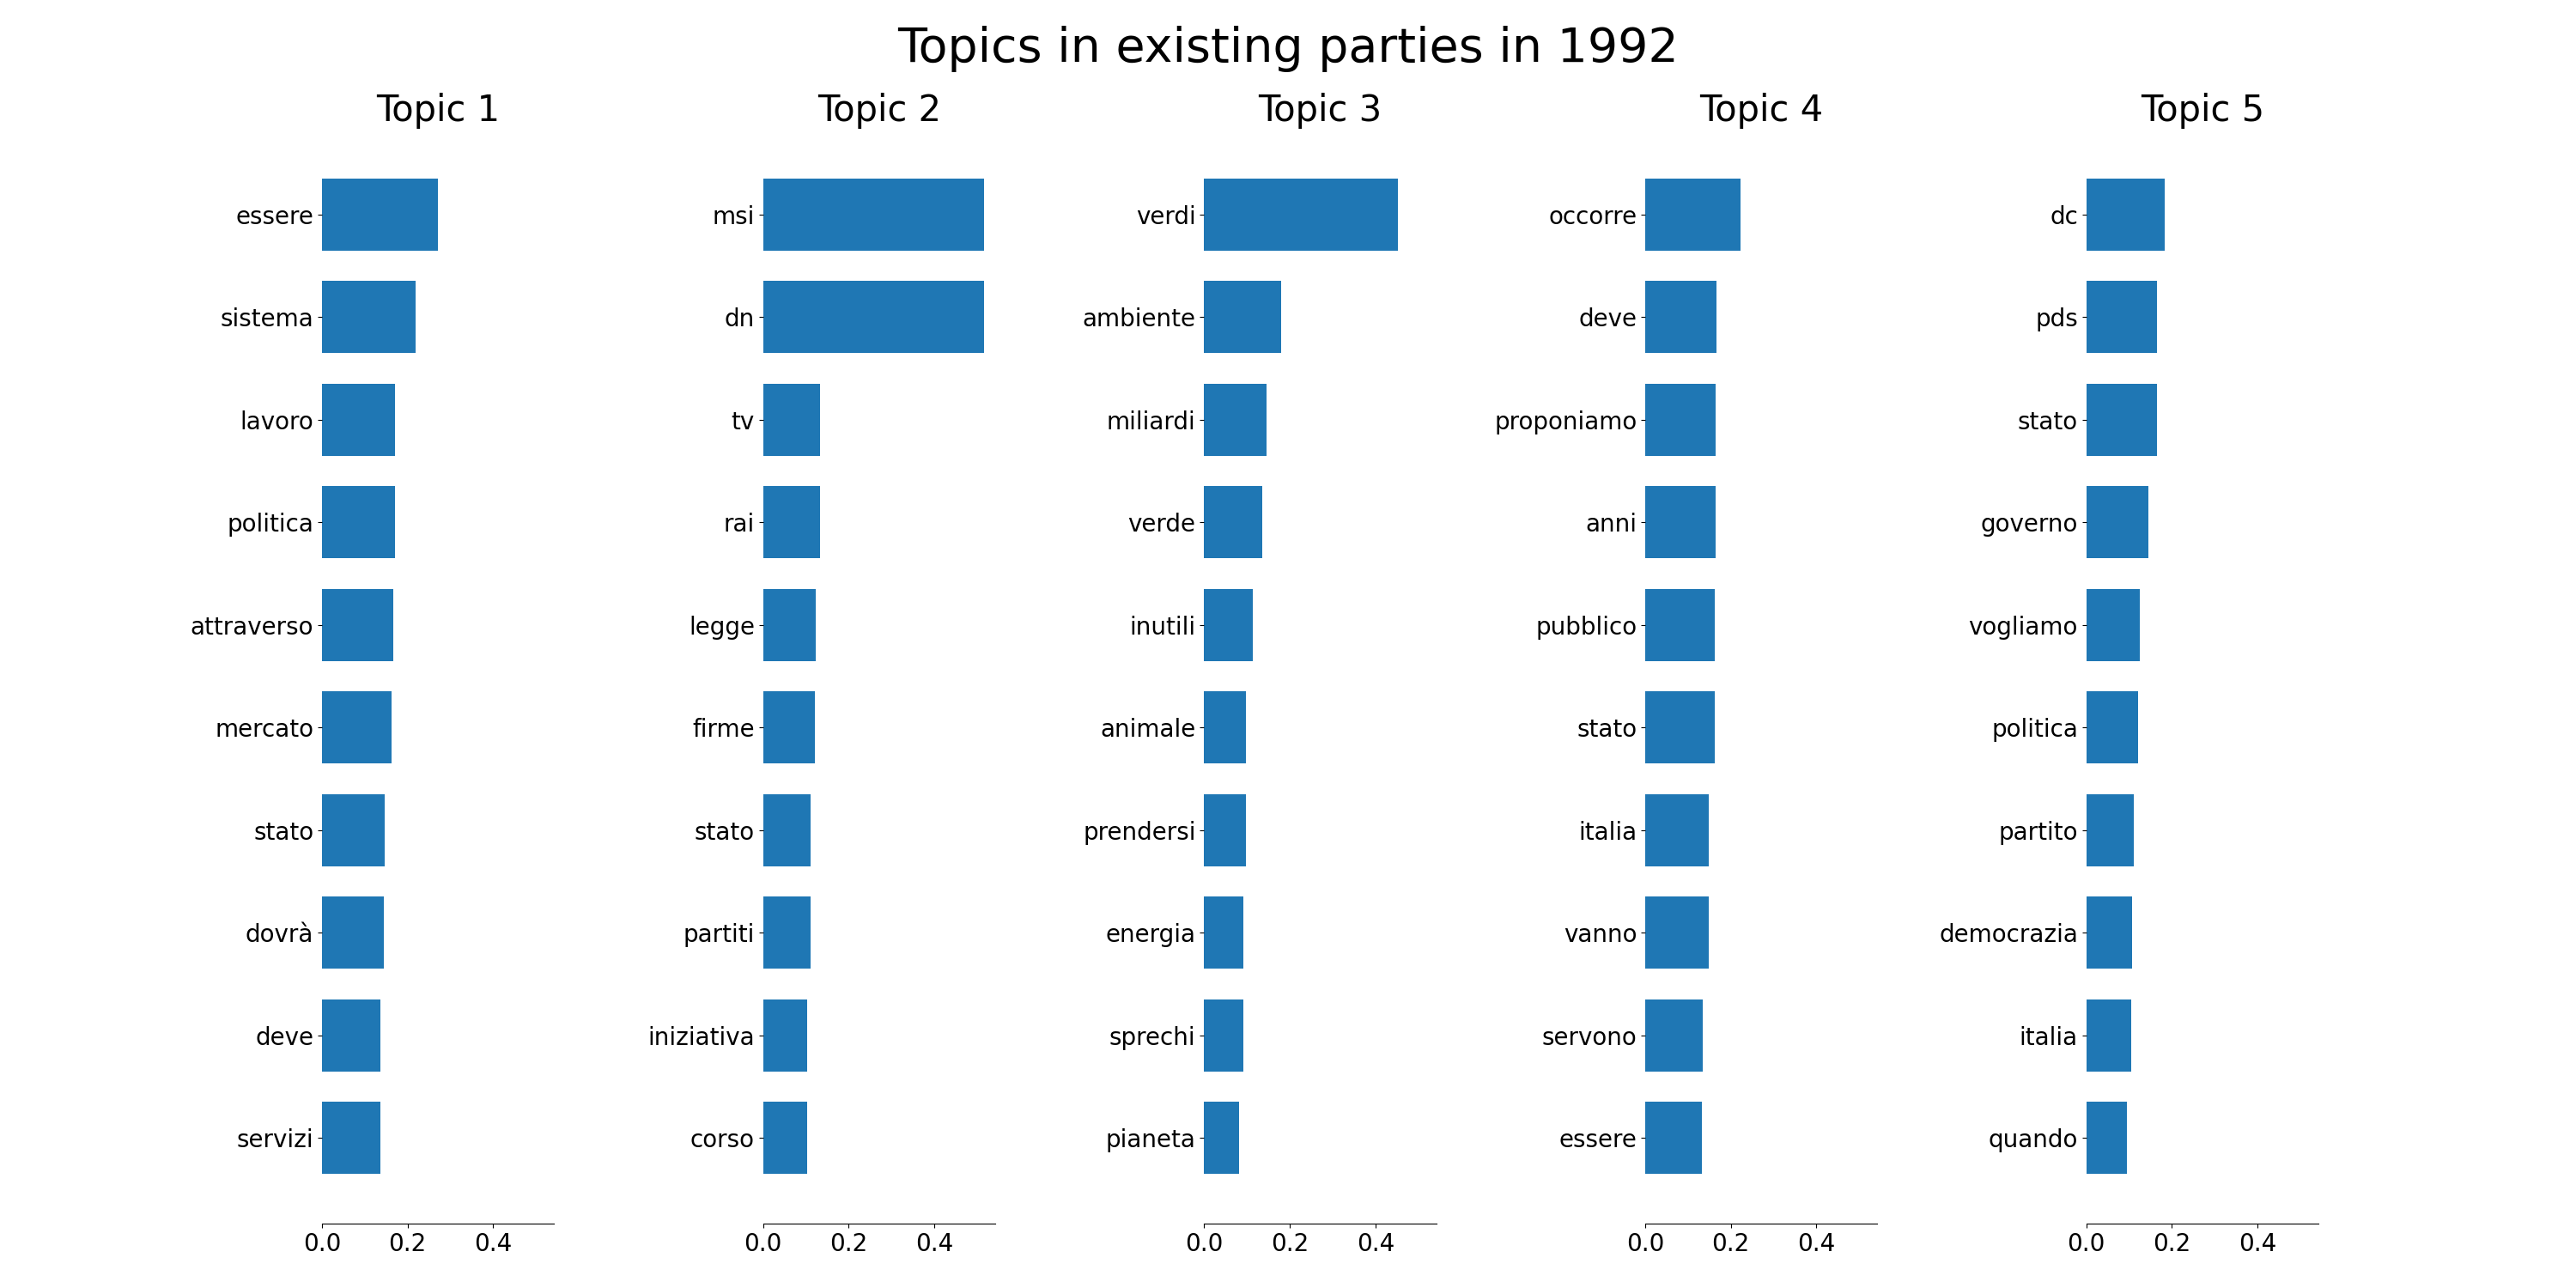 Topics in existing parties in 1992
Topic 1
essere
sistema
lavoro
politica
attraverso
mercato
stato
dovrà
deve
servizi
0.0 0.2 0.4
Topic 2
msi
dn
tv
rai
legge
firme
stato
partiti
iniziativa
corso
0.0 0.2 0.4
Topic 3
verdi
ambiente
miliardi
verde
inutili
animale
prendersi
energia
sprechi
pianeta
0.0 0.2 0.4
Topic 4
occorre
deve
proponiamo
anni
pubblico
stato
italia
vanno
servono
essere
0.0 0.2 0.4
Topic 5
dc
pds
stato
governo
vogliamo
politica
partito
democrazia
italia
quando
0.0 0.2 0.4